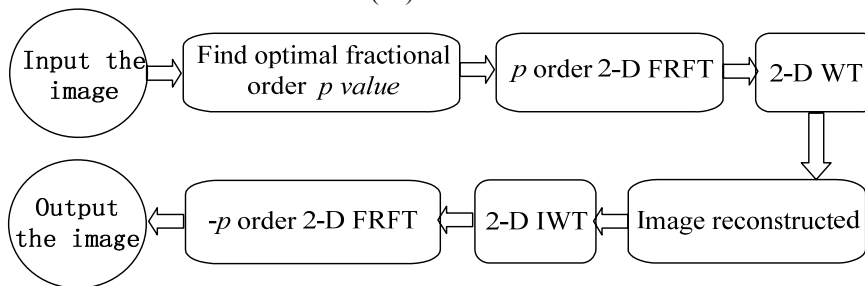 Input the
image
Find optimal fractional
order p value
p order 2-D FRFT
2-D WT
Image reconstructed
2-D IWT
-p order 2-D FRFT
Output
the image